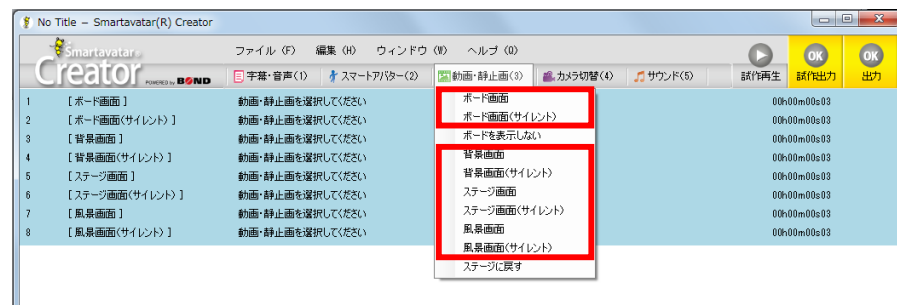 No Title – Smartavatar(R) Creator
Smartavatar
Creator POWERED by BOND
ファイル (F) 編集 (H) ウィンドウ (W) ヘルプ (Q)
字幕・音声(1) スマートアバター(2) 動画・静止画(3) カメラ切替(4) サウンド(5)
試作再生 OK 試作出力 OK 出力
1 [ ボード画面 ] 動画・静止画を選択してください 00h00m00s03
2 [ ボード画面(サイレント) ] 動画・静止画を選択してください 00h00m00s03
3 [ 背景画面 ] 動画・静止画を選択してください 00h00m00s03
4 [ 背景画面(サイレント) ] 動画・静止画を選択してください 00h00m00s03
5 [ ステージ画面 ] 動画・静止画を選択してください 00h00m00s03
6 [ ステージ画面(サイレント) ] 動画・静止画を選択してください 00h00m00s03
7 [ 風景画面 ] 動画・静止画を選択してください 00h00m00s03
8 [ 風景画面(サイレント) ] 動画・静止画を選択してください 00h00m00s03
ボード画面
ボード画面(サイレント)
ボードを表示しない
背景画面
背景画面(サイレント)
ステージ画面
ステージ画面(サイレント)
風景画面
風景画面(サイレント)
ステージに戻す